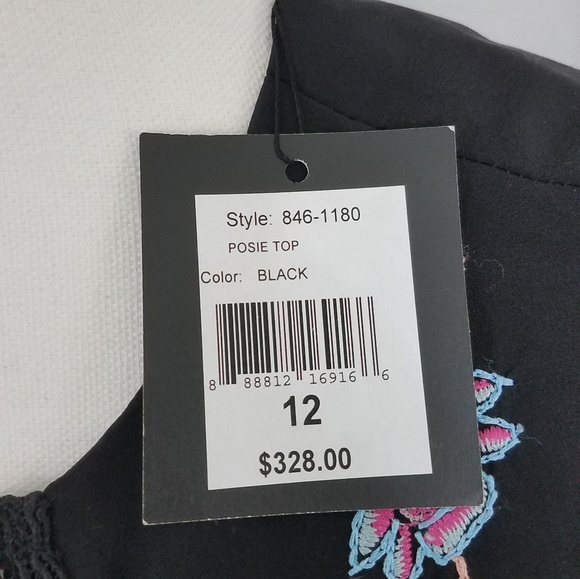 Style: 846-1180
POSIE TOP
Color: BLACK
8 88812 16916 6
12
$328.00